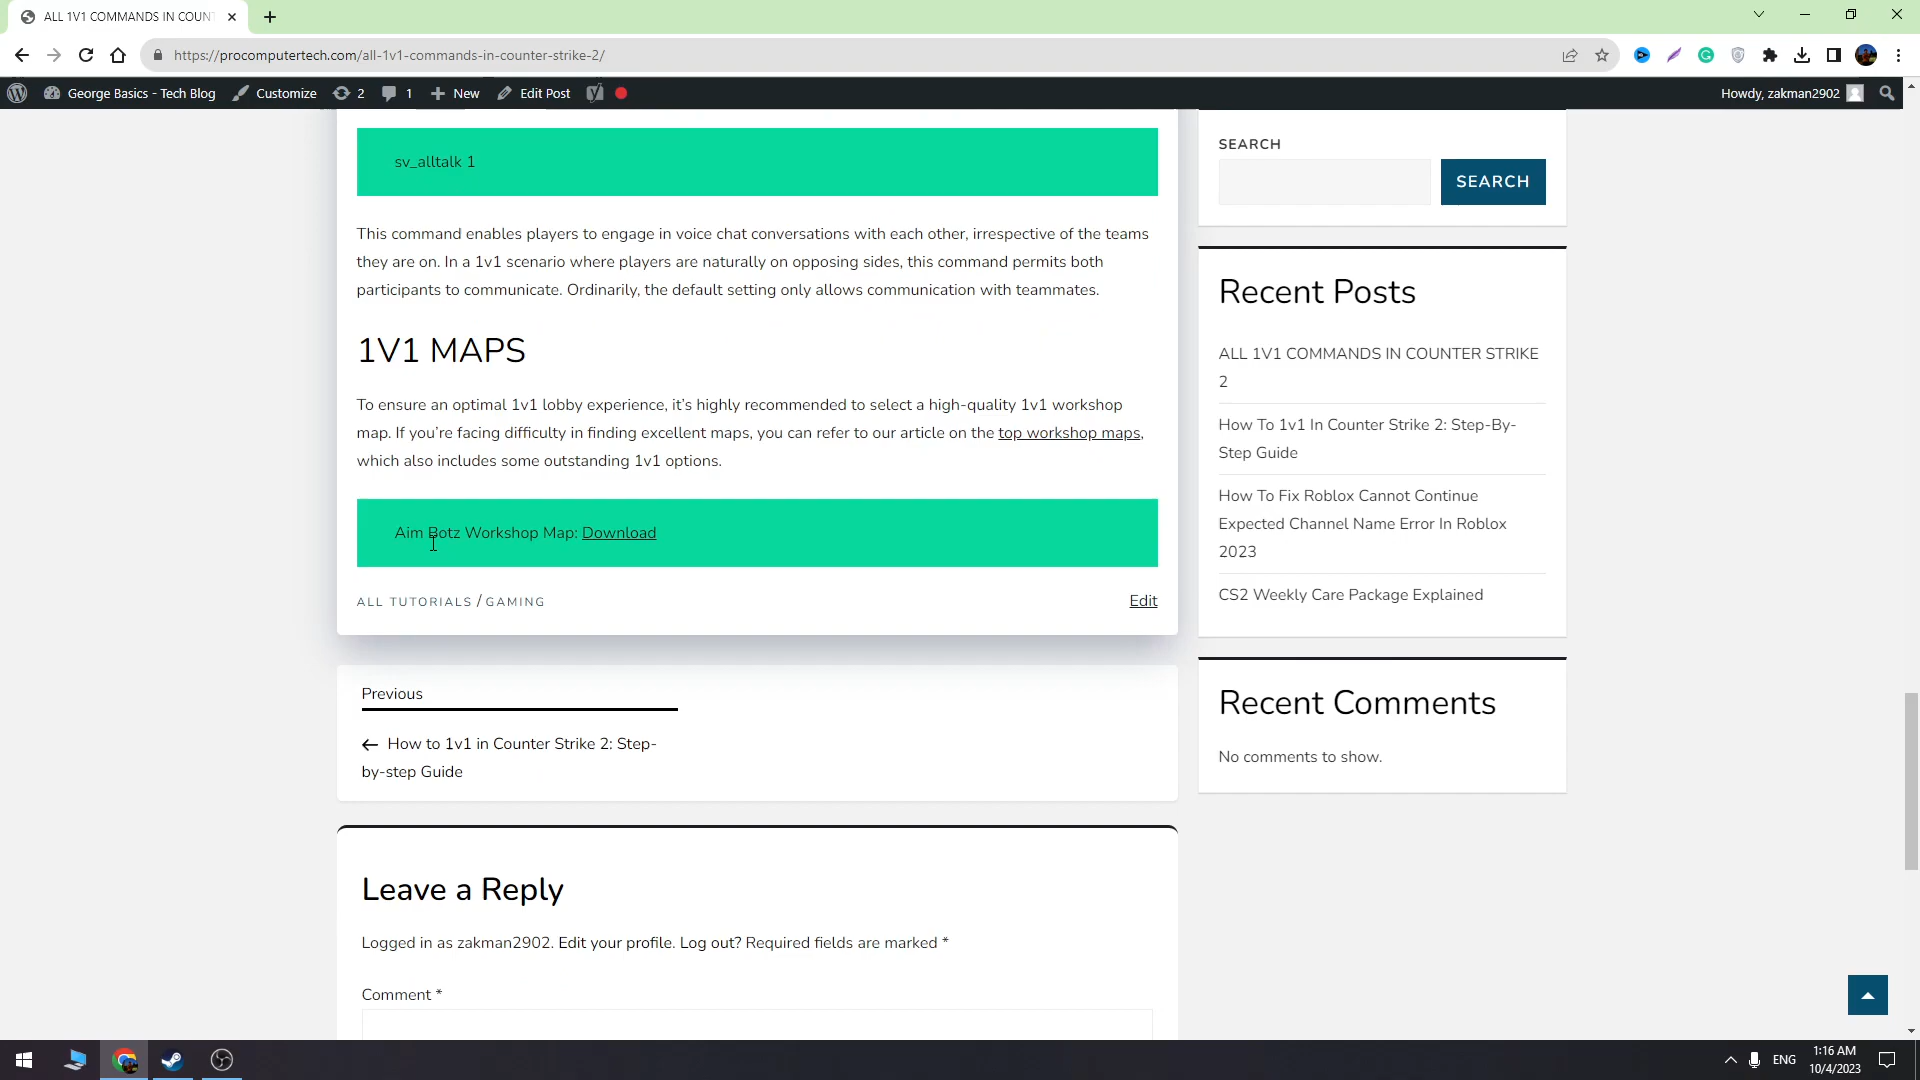 ALL 1V1 COMMANDS IN COUNT
https://procomputertech.com/all-1v1-commands-in-counter-strike-2/
George Basics - Tech Blog
Customize
2
1
New
Edit Post
Howdy, zakman2902
sv_alltalk 1
This command enables players to engage in voice chat conversations with each other, irrespective of the teams
they are on. In a 1v1 scenario where players are naturally on opposing sides, this command permits both
participants to communicate. Ordinarily, the default setting only allows communication with teammates.
1V1 MAPS
To ensure an optimal 1v1 lobby experience, it's highly recommended to select a high-quality 1v1 workshop
map. If you're facing difficulty in finding excellent maps, you can refer to our article on the top workshop maps,
which also includes some outstanding 1v1 options.
Aim Botz Workshop Map: Download
ALL TUTORIALS / GAMING
Edit
Previous
← How to 1v1 in Counter Strike 2: Step-
by-step Guide
Leave a Reply
Logged in as zakman2902. Edit your profile. Log out? Required fields are marked *
Comment *
SEARCH
SEARCH
Recent Posts
ALL 1V1 COMMANDS IN COUNTER STRIKE
2
How To 1v1 In Counter Strike 2: Step-By-
Step Guide
How To Fix Roblox Cannot Continue
Expected Channel Name Error In Roblox
2023
CS2 Weekly Care Package Explained
Recent Comments
No comments to show.
ENG
1:16 AM
10/4/2023